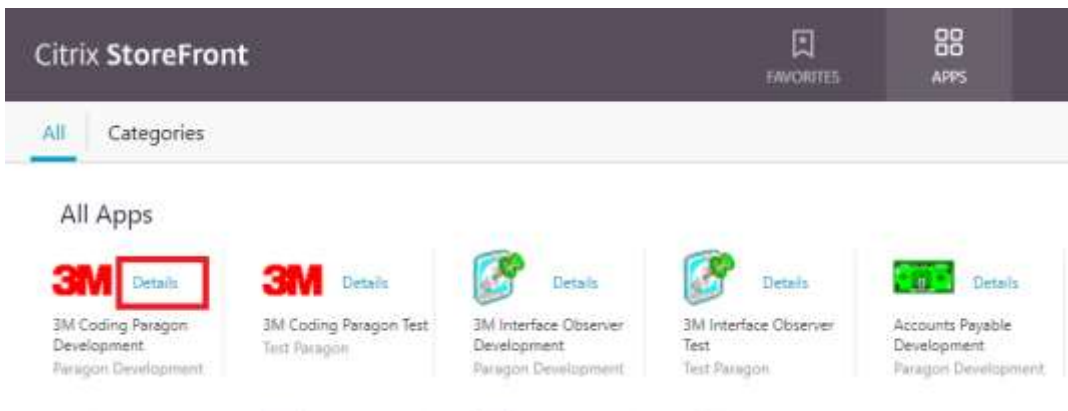 Citrix StoreFront
FAVORITES
APPS
All
Categories
All Apps
3M
Details
3M Coding Paragon
Development
Paragon Development
3M
Details
3M Coding Paragon Test
Test Paragon
Details
3M Interface Observer
Development
Paragon Development
Details
3M Interface Observer
Test
Test Paragon
Details
Accounts Payable
Development
Paragon Development